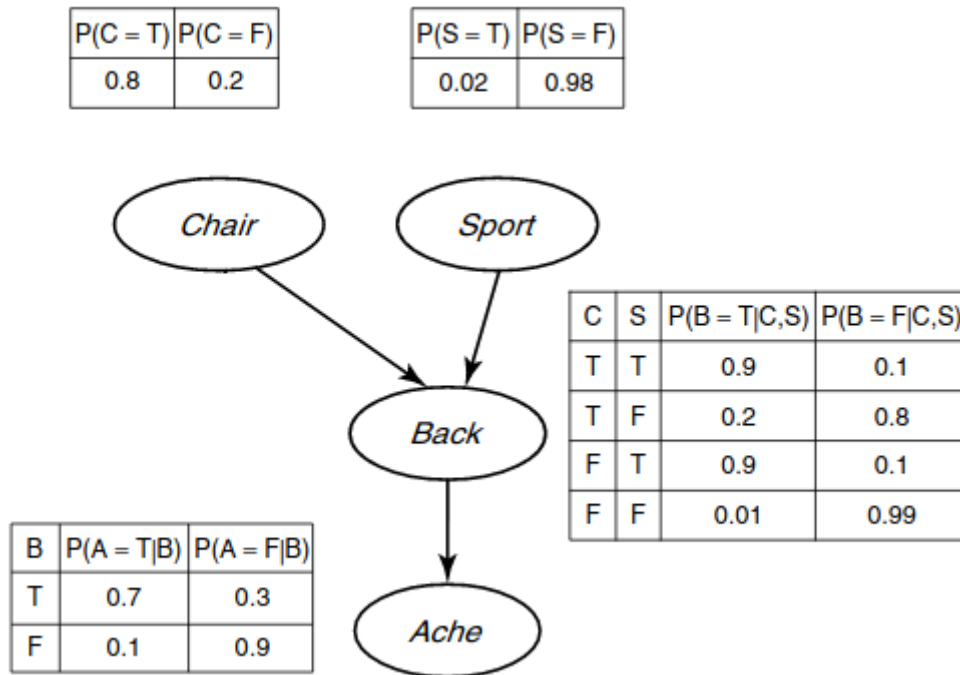 P(C = T) P(C = F)
0.8 0.2
P(S = T) P(S = F)
0.02 0.98
Chair
Sport
C S P(B = T|C,S) P(B = F|C,S)
T T 0.9 0.1
T F 0.2 0.8
F T 0.9 0.1
F F 0.01 0.99
Back
B P(A = T|B) P(A = F|B)
T 0.7 0.3
F 0.1 0.9
Ache